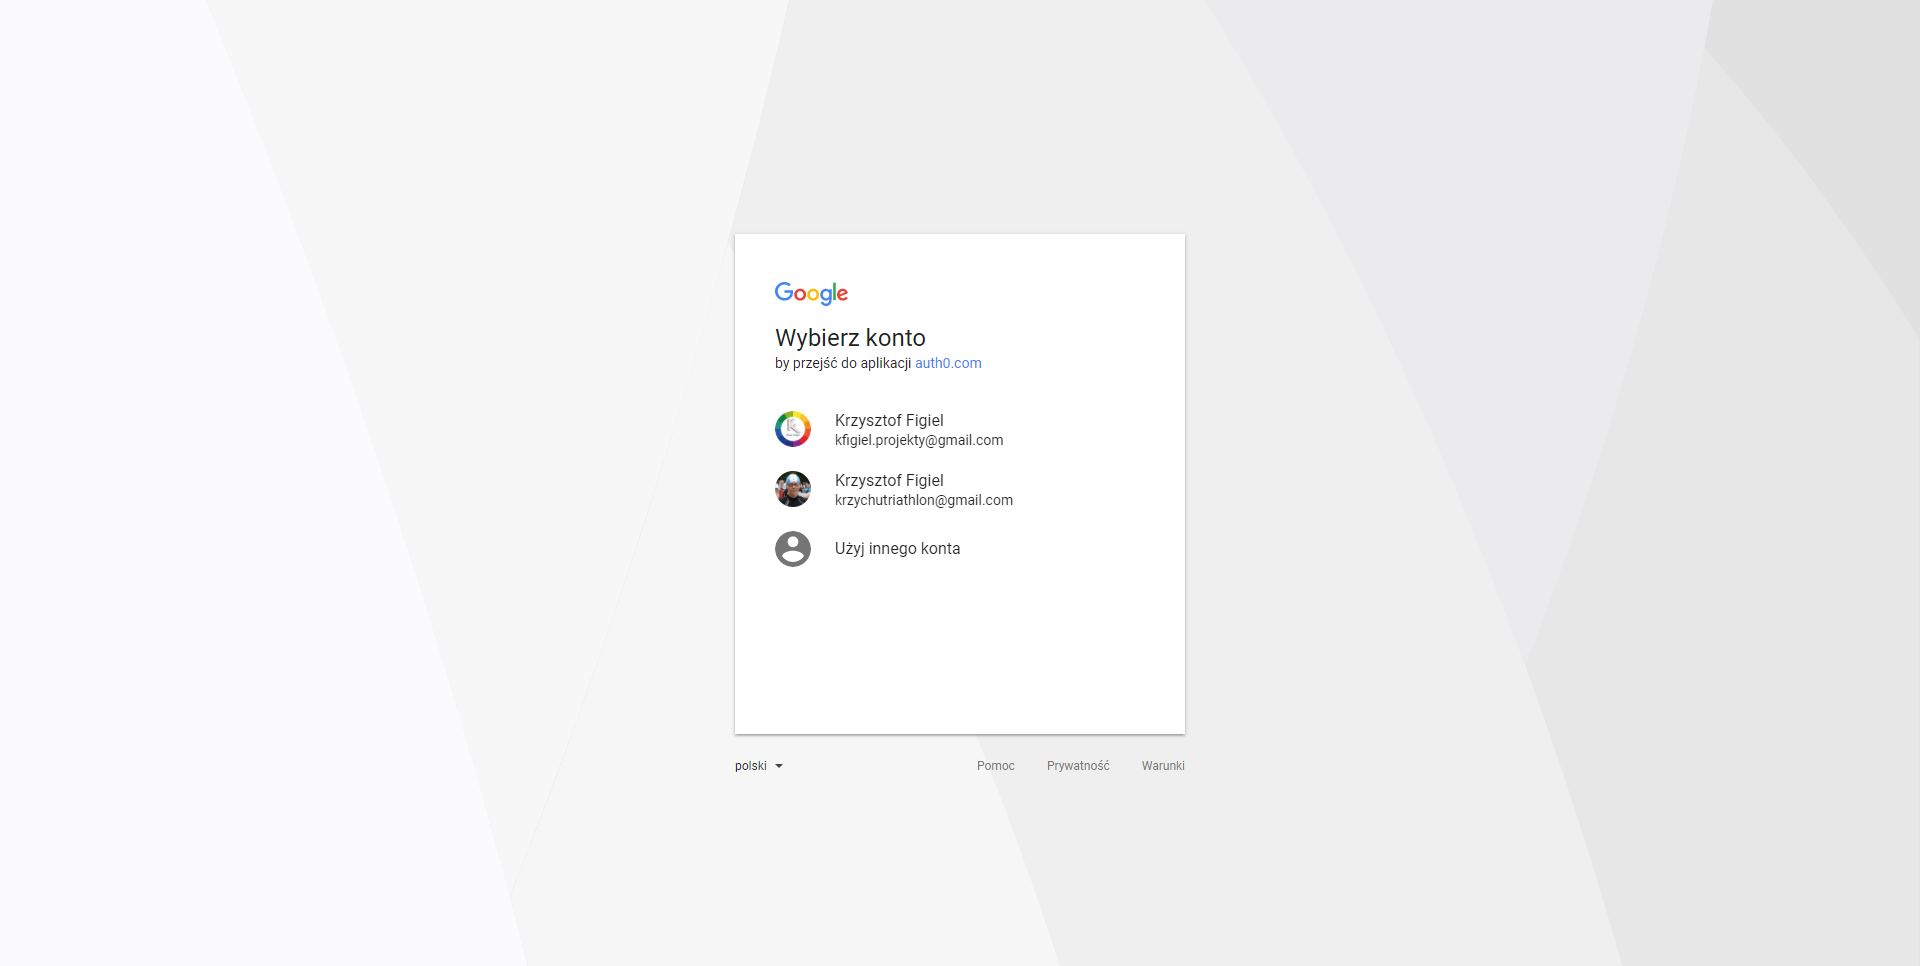 Google
Wybierz konto
by przejść do aplikacji auth0.com
Krzysztof Figiel
kfigiel.projekty@gmail.com
Krzysztof Figiel
krzychutriathlon@gmail.com
Użyj innego konta
polski
Pomoc Prywatność Warunki